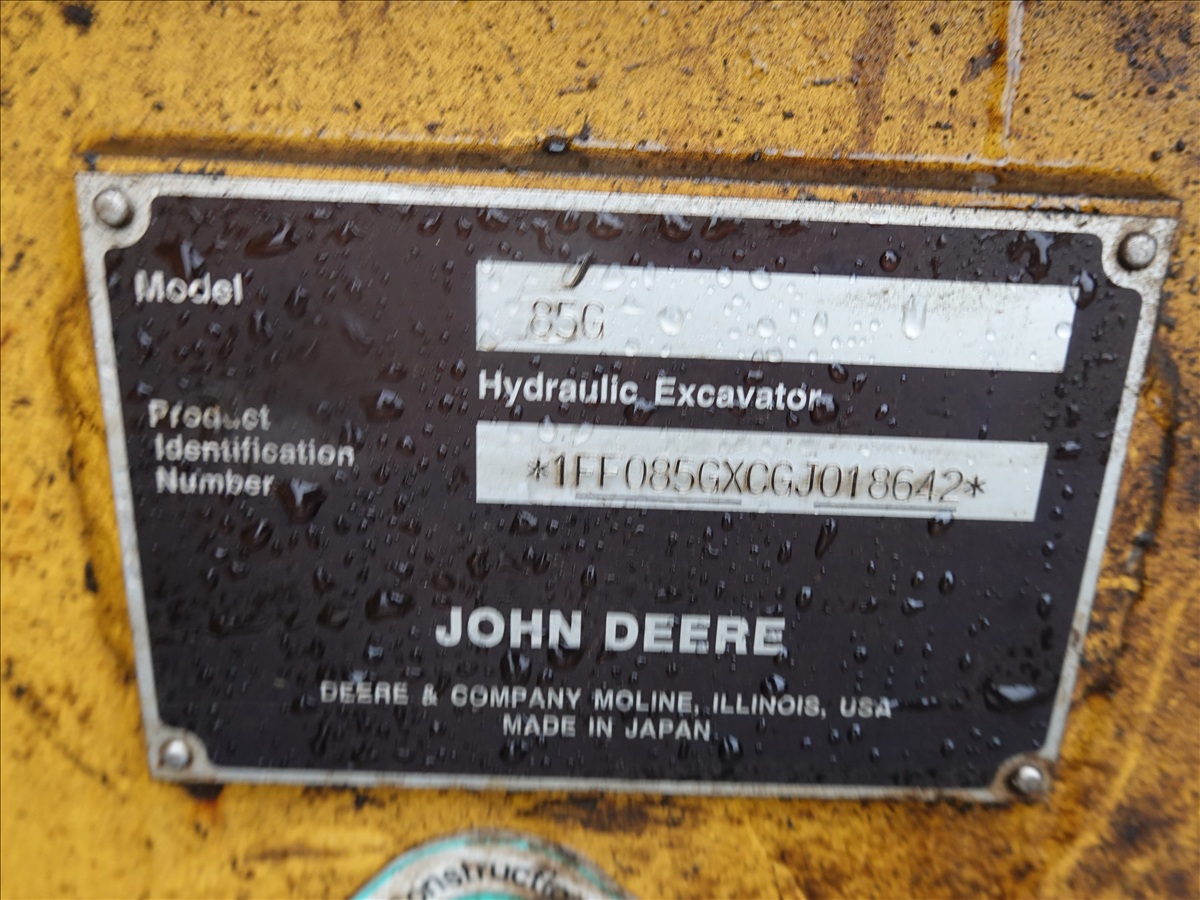 Model
85G
Hydraulic Excavator
Product
Identification
Number
*1FF085GXCGJ018642*
JOHN DEERE
DEERE & COMPANY MOLINE, ILLINOIS, USA
MADE IN JAPAN